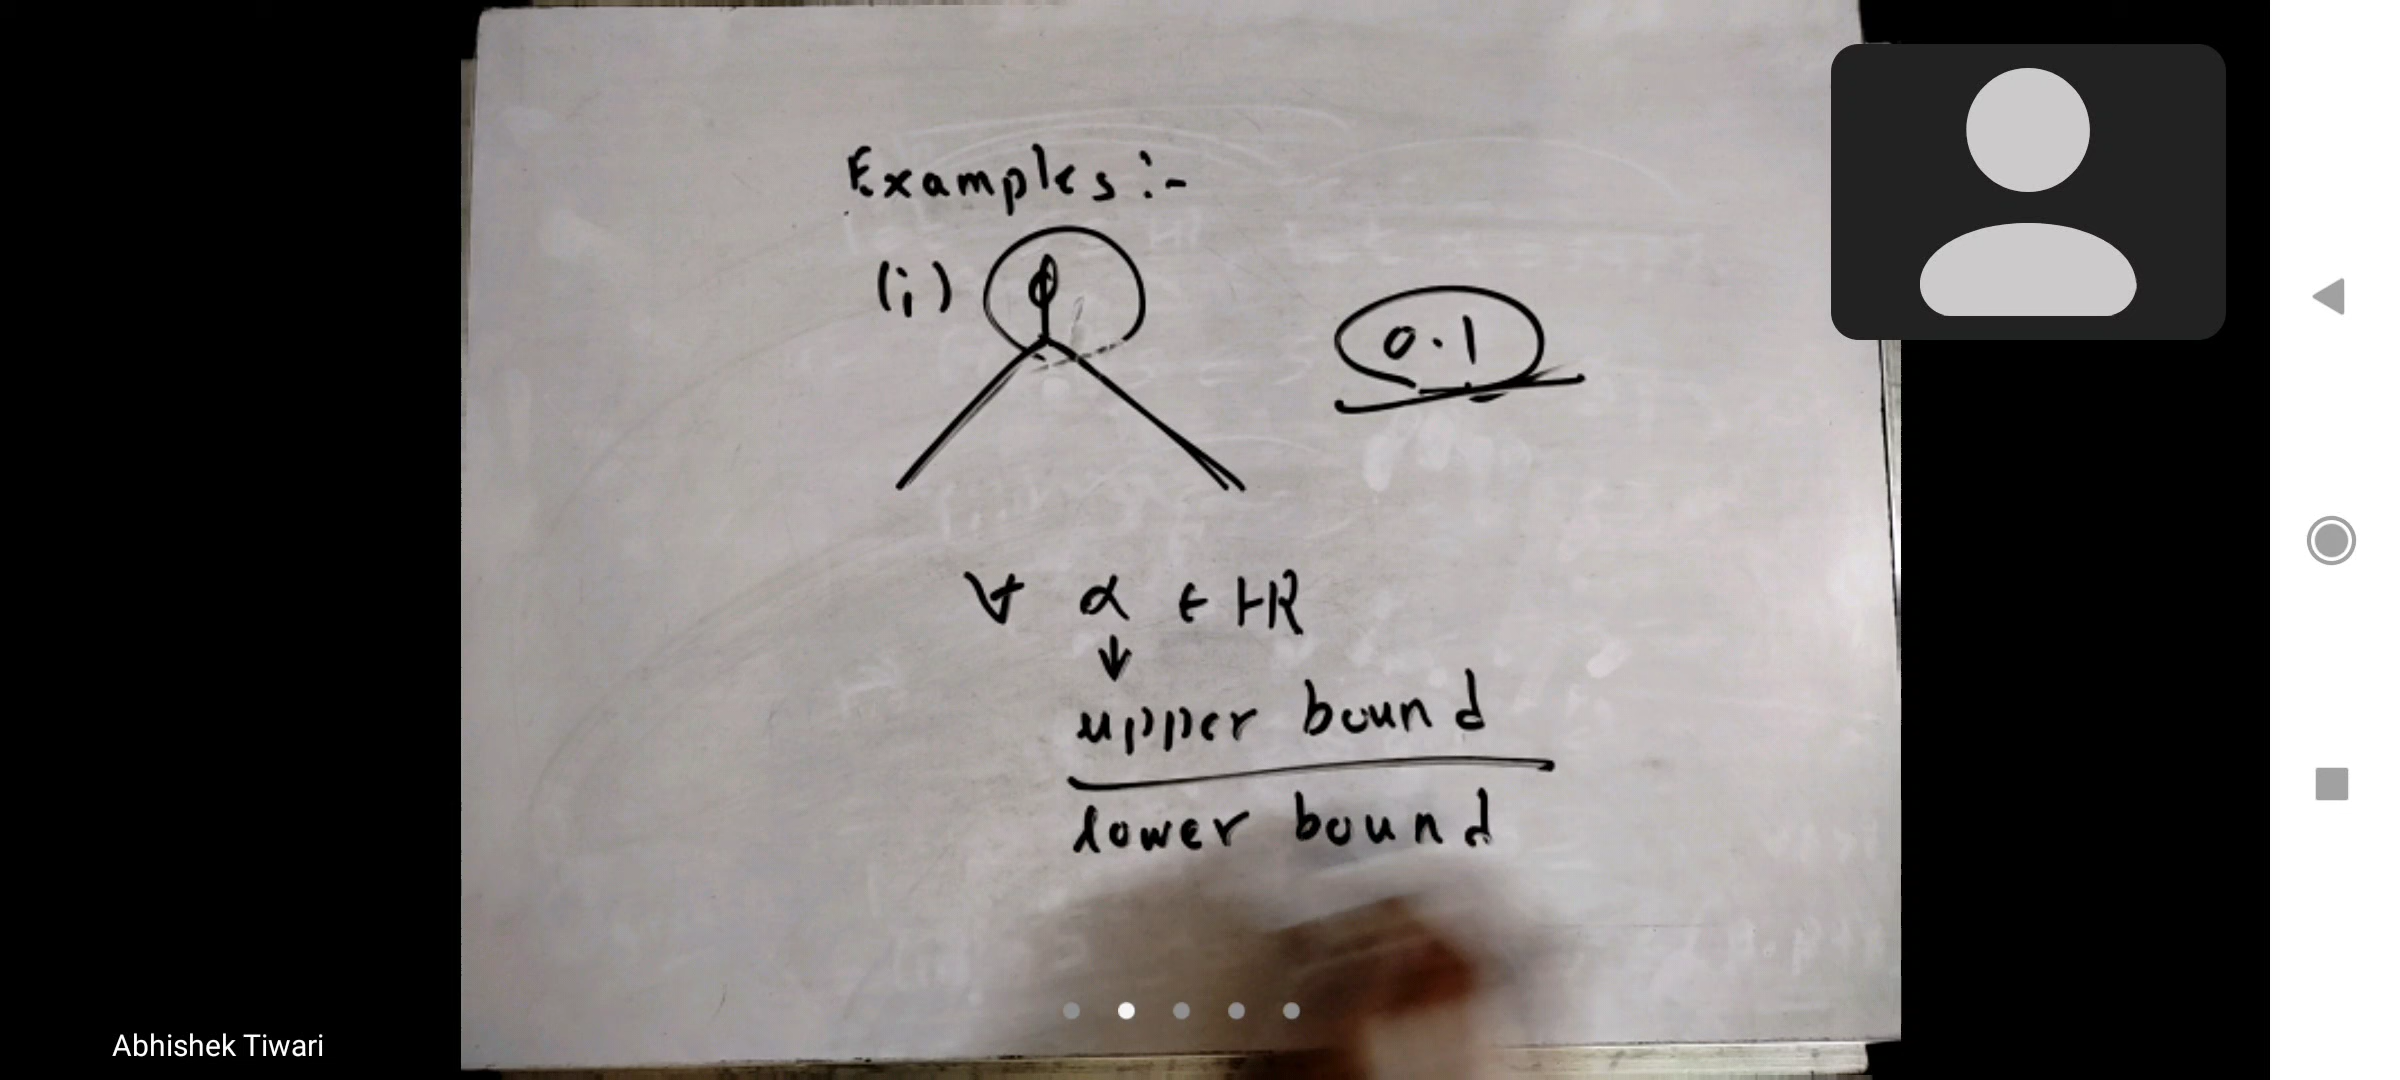 Examples :-
(i) ϕ
0.1
∀ α ∈ ℝ
↓
upper bound
lower bound
Abhishek Tiwari